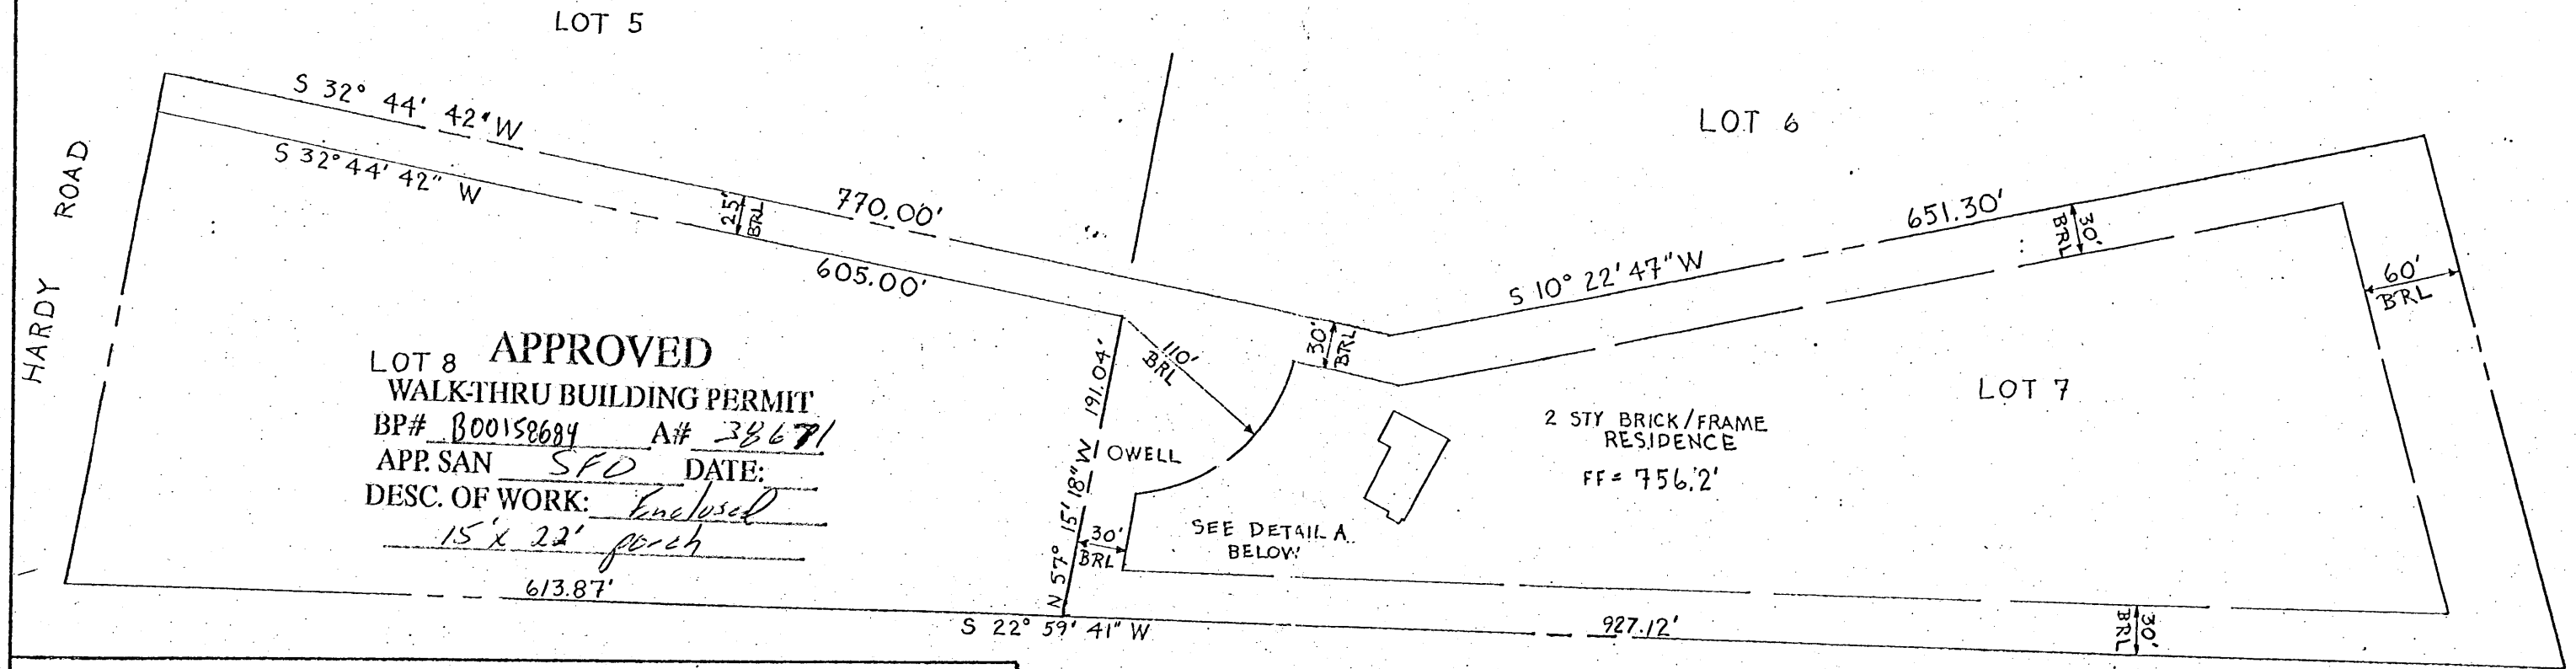 LOT 5
S 32° 44' 42" W
S 32° 44' 42" W
HARDY ROAD
25'
BRL
770.00'
605.00'
LOT 6
651.30'
S 10° 22' 47" W
30'
BRL
60'
BRL
LOT 8 APPROVED
WALK-THRU BUILDING PERMIT
BP# B00158684 A# 38671
APP. SAN SFD DATE:
DESC. OF WORK: Enclosed
15' x 22' porch
613.87'
N 57° 15' 18" W 191.04'
110'
BRL
30'
BRL
OWELL
30'
BRL
SEE DETAIL A
BELOW
2 STY BRICK/FRAME
RESIDENCE
FF = 756.2'
LOT 7
S 22° 59' 41" W
927.12'
30'
BRL